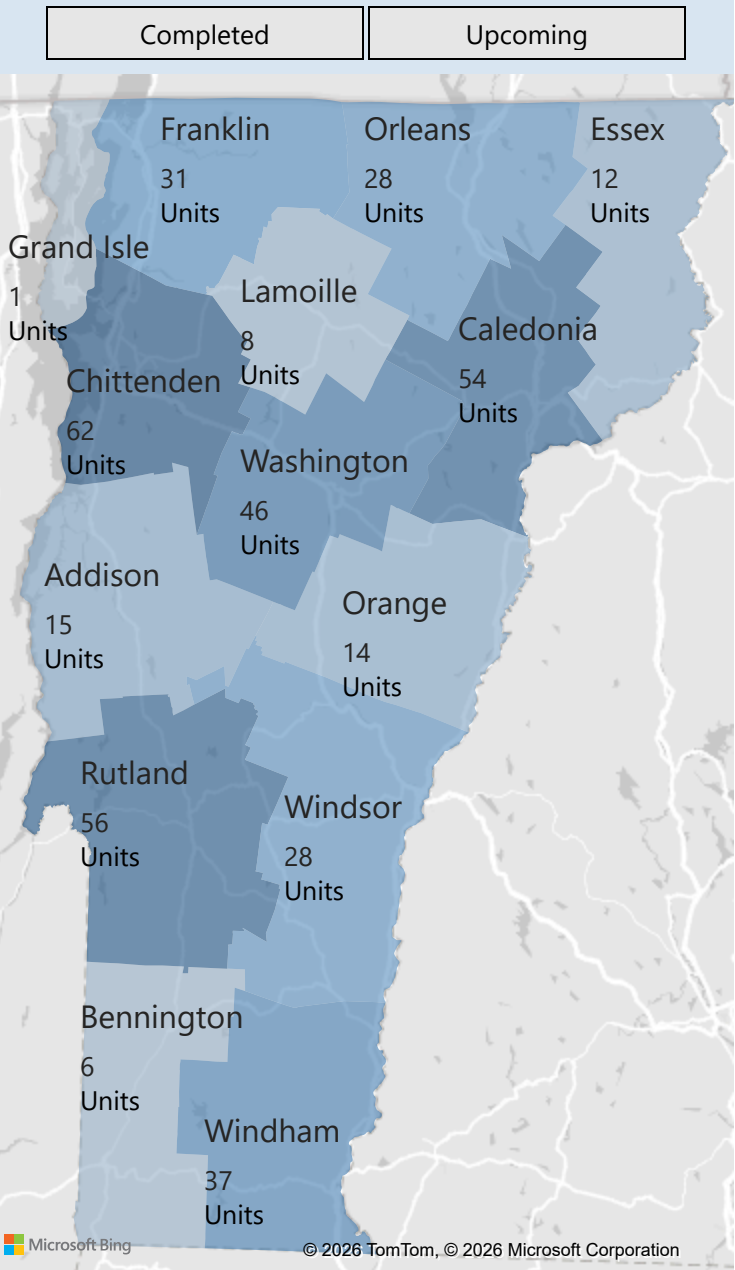 Completed
Upcoming
Franklin
31
Units
Orleans
28
Units
Essex
12
Units
Grand Isle
1
Units
Lamoille
8
Units
Caledonia
54
Units
Chittenden
62
Units
Washington
46
Units
Addison
15
Units
Orange
14
Units
Rutland
56
Units
Windsor
28
Units
Bennington
6
Units
Windham
37
Units
Microsoft Bing
© 2026 TomTom, © 2026 Microsoft Corporation